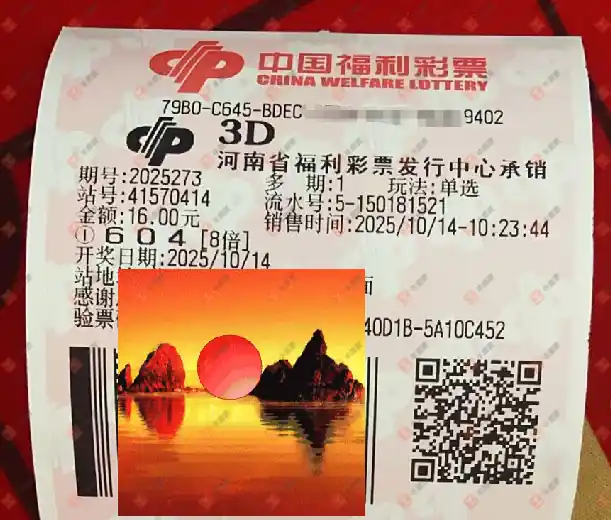 中国福利彩票
CHINA WELFARE LOTTERY
79B0-C645-BDEC 9402
3D
河南省福利彩票发行中心承销
期号:2025273 多 期:1 玩法:单选
站号:41570414 流水号:5-150181521
金额:16.00元 销售时间:2025/10/14-10:23:44
① 6 0 4 [8倍]
开奖日期:2025/10/14
站地 面
感谢
验票 40D1B-5A10C452